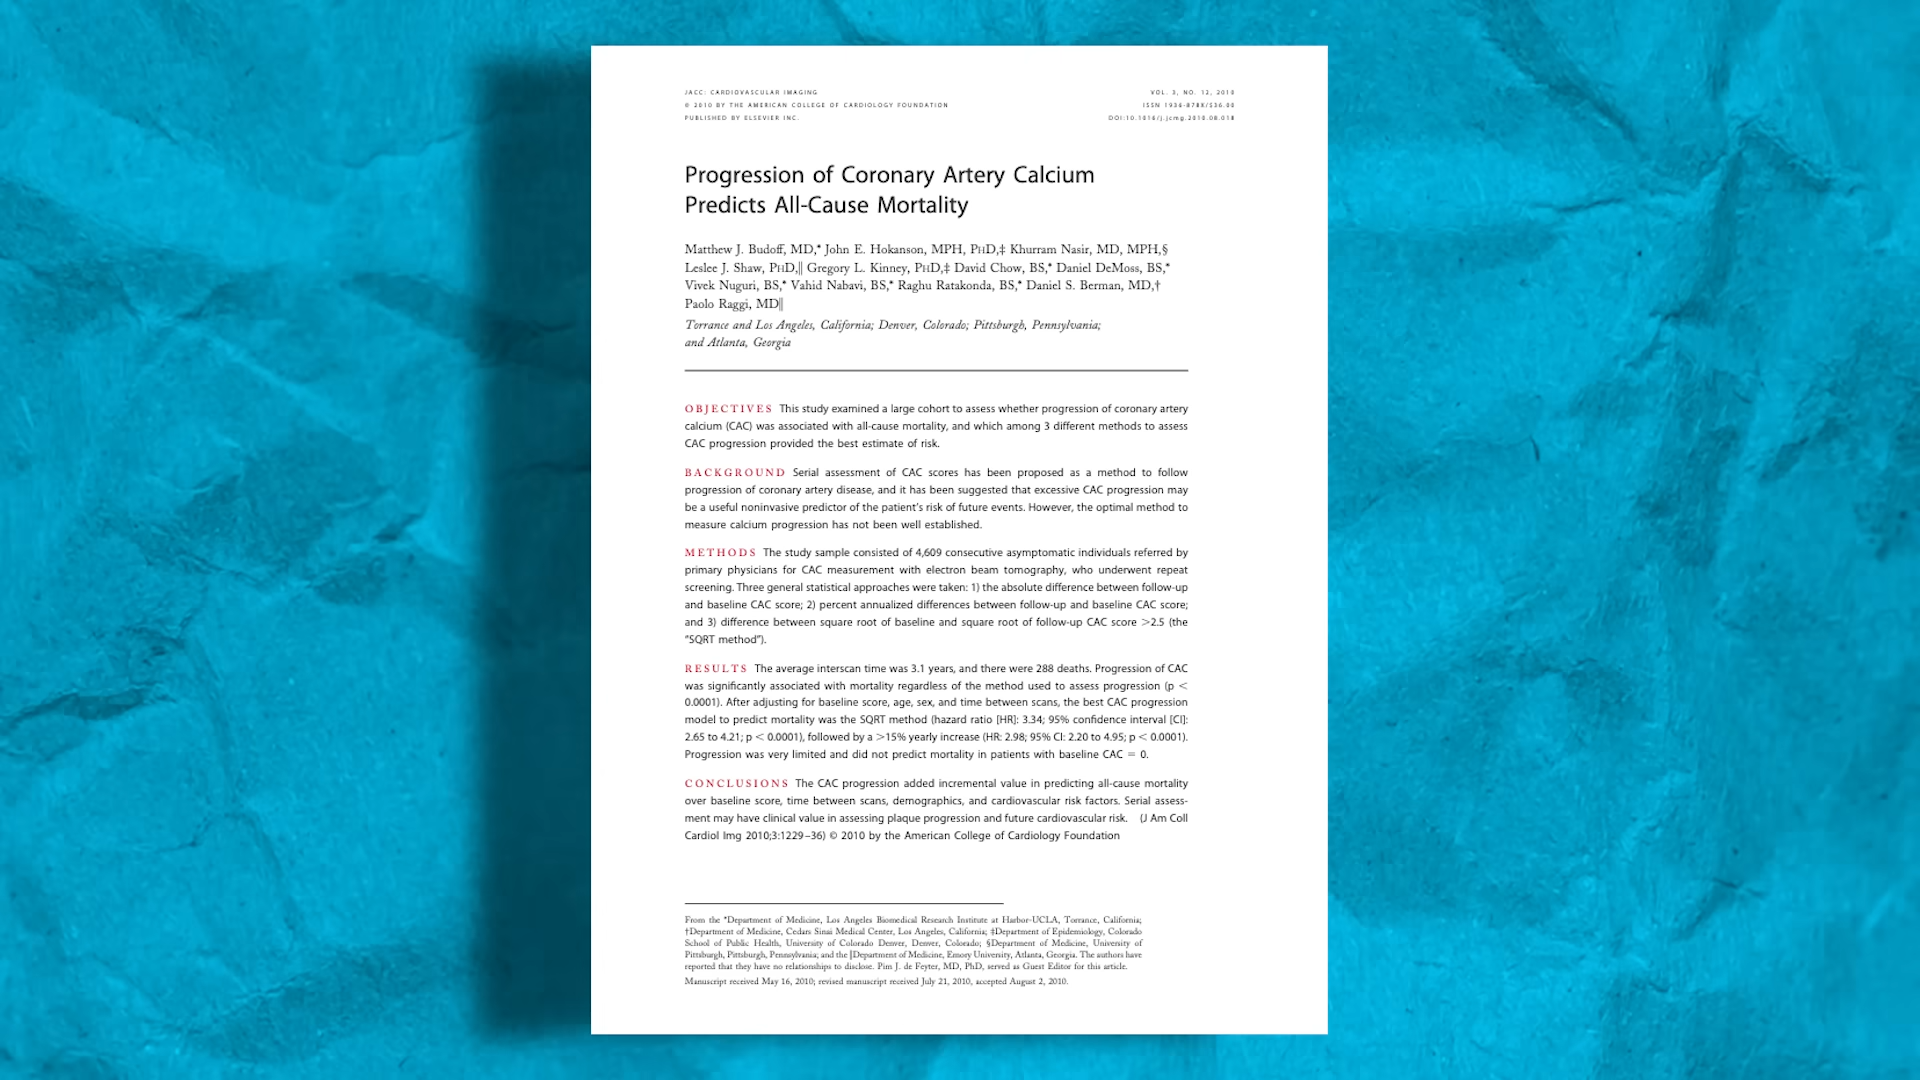 JACC: CARDIOVASCULAR IMAGING
© 2010 BY THE AMERICAN COLLEGE OF CARDIOLOGY FOUNDATION
PUBLISHED BY ELSEVIER INC.
VOL. 3, NO. 12, 2010
ISSN 1936-878X/$36.00
DOI:10.1016/j.jcmg.2010.08.018
Progression of Coronary Artery Calcium
Predicts All-Cause Mortality
Matthew J. Budoff, MD,* John E. Hokanson, MPH, PHD,‡ Khurram Nasir, MD, MPH,§
Leslee J. Shaw, PHD,‖ Gregory L. Kinney, PHD,‡ David Chow, BS,* Daniel DeMoss, BS,*
Vivek Nuguri, BS,* Vahid Nabavi, BS,* Raghu Ratakonda, BS,* Daniel S. Berman, MD,†
Paolo Raggi, MD‖
Torrance and Los Angeles, California; Denver, Colorado; Pittsburgh, Pennsylvania;
and Atlanta, Georgia
OBJECTIVES This study examined a large cohort to assess whether progression of coronary artery
calcium (CAC) was associated with all-cause mortality, and which among 3 different methods to assess
CAC progression provided the best estimate of risk.
BACKGROUND Serial assessment of CAC scores has been proposed as a method to follow
progression of coronary artery disease, and it has been suggested that excessive CAC progression may
be a useful noninvasive predictor of the patient's risk of future events. However, the optimal method to
measure calcium progression has not been well established.
METHODS The study sample consisted of 4,609 consecutive asymptomatic individuals referred by
primary physicians for CAC measurement with electron beam tomography, who underwent repeat
screening. Three general statistical approaches were taken: 1) the absolute difference between follow-up
and baseline CAC score; 2) percent annualized differences between follow-up and baseline CAC score;
and 3) difference between square root of baseline and square root of follow-up CAC score >2.5 (the
"SQRT method").
RESULTS The average interscan time was 3.1 years, and there were 288 deaths. Progression of CAC
was significantly associated with mortality regardless of the method used to assess progression (p <
0.0001). After adjusting for baseline score, age, sex, and time between scans, the best CAC progression
model to predict mortality was the SQRT method (hazard ratio [HR]: 3.34; 95% confidence interval [CI]:
2.65 to 4.21; p < 0.0001), followed by a >15% yearly increase (HR: 2.98; 95% CI: 2.20 to 4.95; p < 0.0001).
Progression was very limited and did not predict mortality in patients with baseline CAC = 0.
CONCLUSIONS The CAC progression added incremental value in predicting all-cause mortality
over baseline score, time between scans, demographics, and cardiovascular risk factors. Serial assess-
ment may have clinical value in assessing plaque progression and future cardiovascular risk. (J Am Coll
Cardiol Img 2010;3:1229–36) © 2010 by the American College of Cardiology Foundation
From the *Department of Medicine, Los Angeles Biomedical Research Institute at Harbor-UCLA, Torrance, California;
†Department of Medicine, Cedars Sinai Medical Center, Los Angeles, California; ‡Department of Epidemiology, Colorado
School of Public Health, University of Colorado Denver, Denver, Colorado; §Department of Medicine, University of
Pittsburgh, Pittsburgh, Pennsylvania; and the ‖Department of Medicine, Emory University, Atlanta, Georgia. The authors have
reported that they have no relationships to disclose. Pim J. de Feyter, MD, PhD, served as Guest Editor for this article.
Manuscript received May 16, 2010; revised manuscript received July 21, 2010, accepted August 2, 2010.